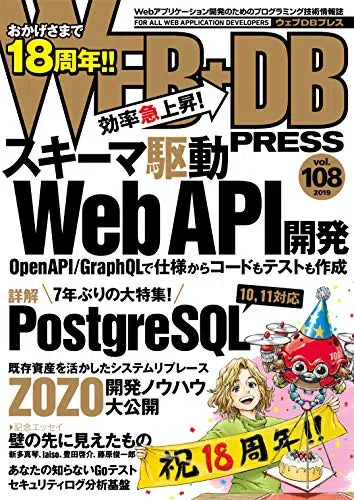 おかげさまで
18周年!!
Webアプリケーション開発のためのプログラミング技術情報誌
FOR ALL WEB APPLICATION DEVELOPERS ウェブDBプレス
WEB+DB
PRESS
vol.
108
2019
効率急上昇!
スキーマ駆動
Web API開発
OpenAPI/GraphQLで仕様からコードもテストも作成
詳解 7年ぶりの大特集!
10,11対応
PostgreSQL
既存資産を活かしたシステムリプレース
ZOZO開発ノウハウ
大公開
記念エッセイ
壁の先に見えたもの
新多真琴、laiso、豊田啓介、藤原俊一郎
あなたの知らないGoテスト
セキュリティログ分析基盤
108
祝18周年!!